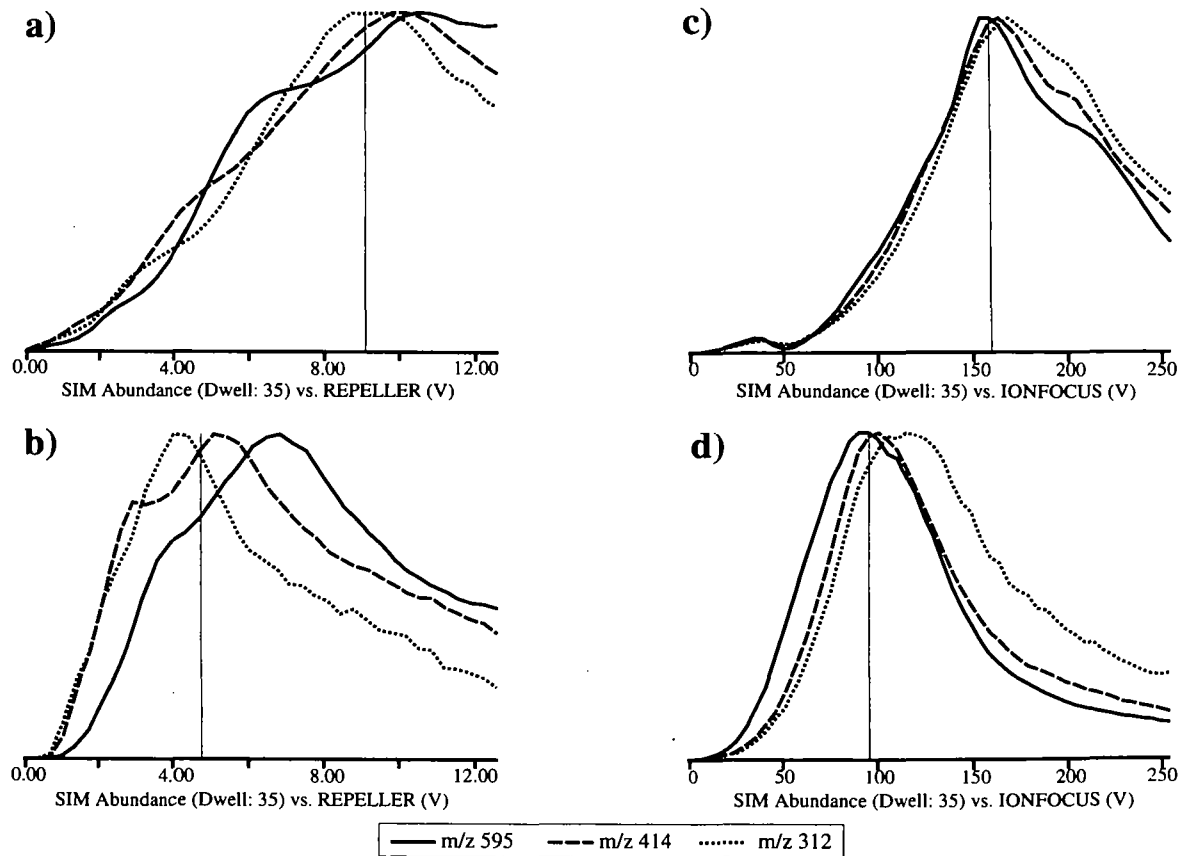 a)
0.00 4.00 8.00 12.00
SIM Abundance (Dwell: 35) vs. REPELLER (V)
c)
0 50 100 150 200 250
SIM Abundance (Dwell: 35) vs. IONFOCUS (V)
b)
0.00 4.00 8.00 12.00
SIM Abundance (Dwell: 35) vs. REPELLER (V)
d)
0 50 100 150 200 250
SIM Abundance (Dwell: 35) vs. IONFOCUS (V)
m/z 595 m/z 414 m/z 312